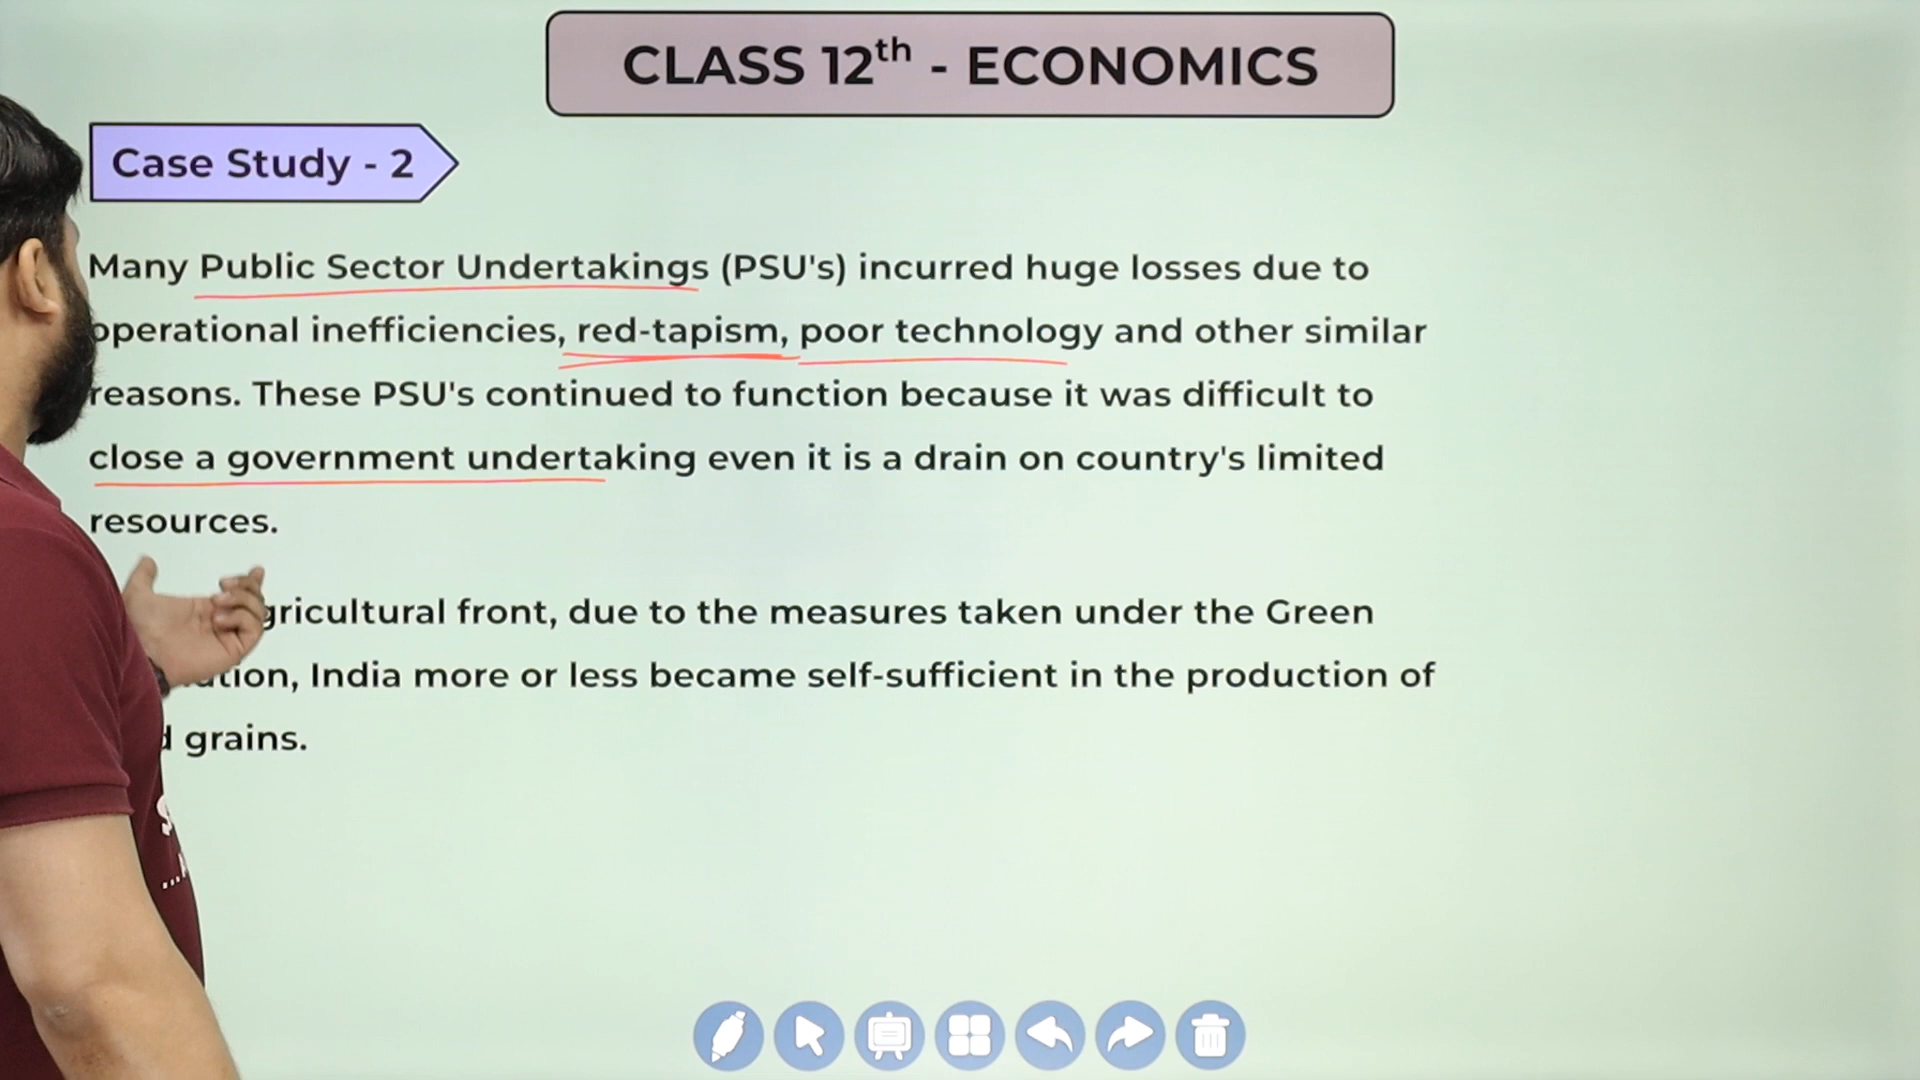 CLASS 12th - ECONOMICS
Case Study - 2
Many Public Sector Undertakings (PSU's) incurred huge losses due to
operational inefficiencies, red-tapism, poor technology and other similar
reasons. These PSU's continued to function because it was difficult to
close a government undertaking even it is a drain on country's limited
resources.
gricultural front, due to the measures taken under the Green
tion, India more or less became self-sufficient in the production of
grains.